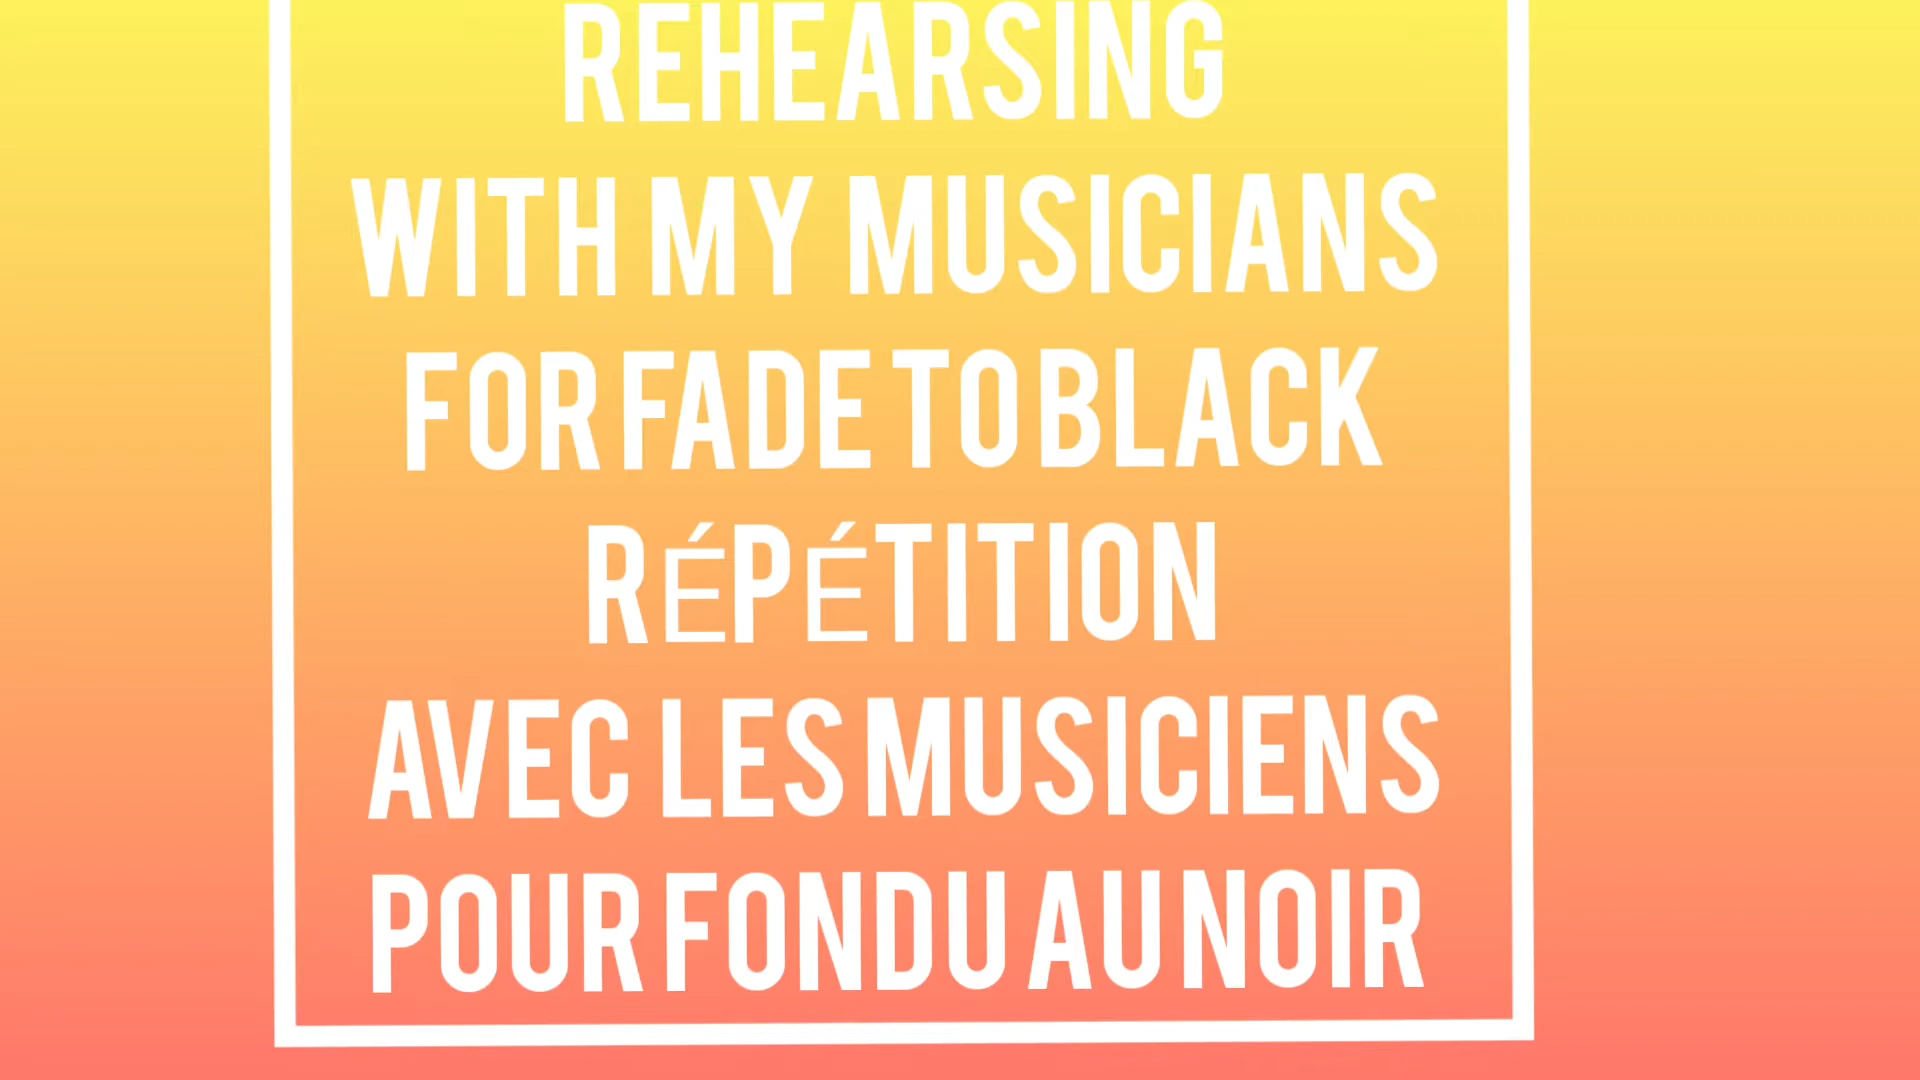 REHEARSING
WITH MY MUSICIANS
FOR FADE TO BLACK
RÉPÉTITION
AVEC LES MUSICIENS
POUR FONDU AU NOIR